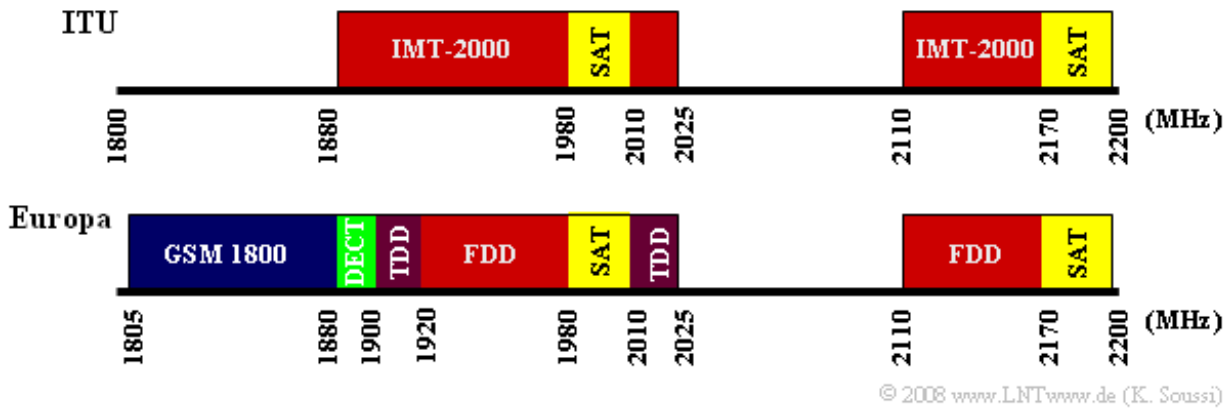 ITU
IMT-2000 SAT IMT-2000 SAT
1800 1880 1980 2010 2025 2110 2170 2200 (MHz)
Europa
GSM 1800 DECT TDD FDD SAT TDD FDD SAT
1805 1880 1900 1920 1980 2010 2025 2110 2170 2200 (MHz)
© 2008 www.LNTwww.de (K. Soussi)